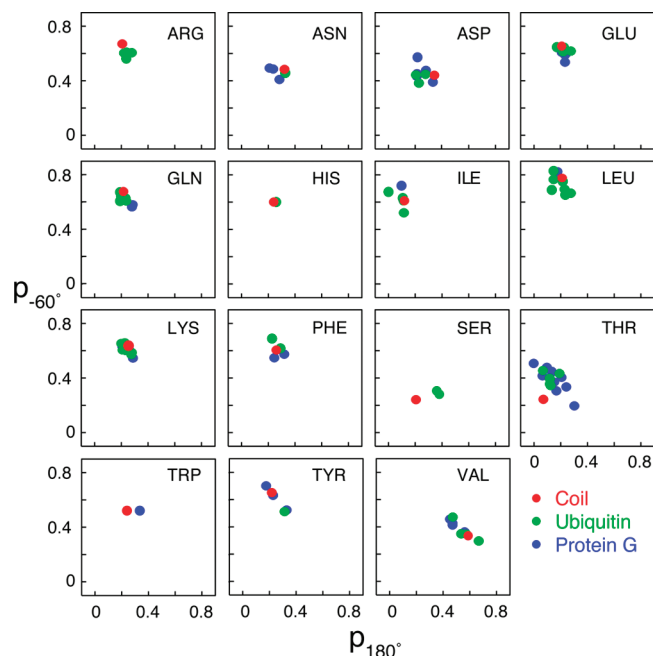 0.8 ARG ASN ASP GLU
0.4
0
0.8 GLN HIS ILE LEU
0.4
0
p-60°
0.8 LYS PHE SER THR
0.4
0
0 0.4 0.8
0.8 TRP TYR VAL
0.4
0
Coil
Ubiquitin
Protein G
0 0.4 0.8 0 0.4 0.8 0 0.4 0.8
p180°